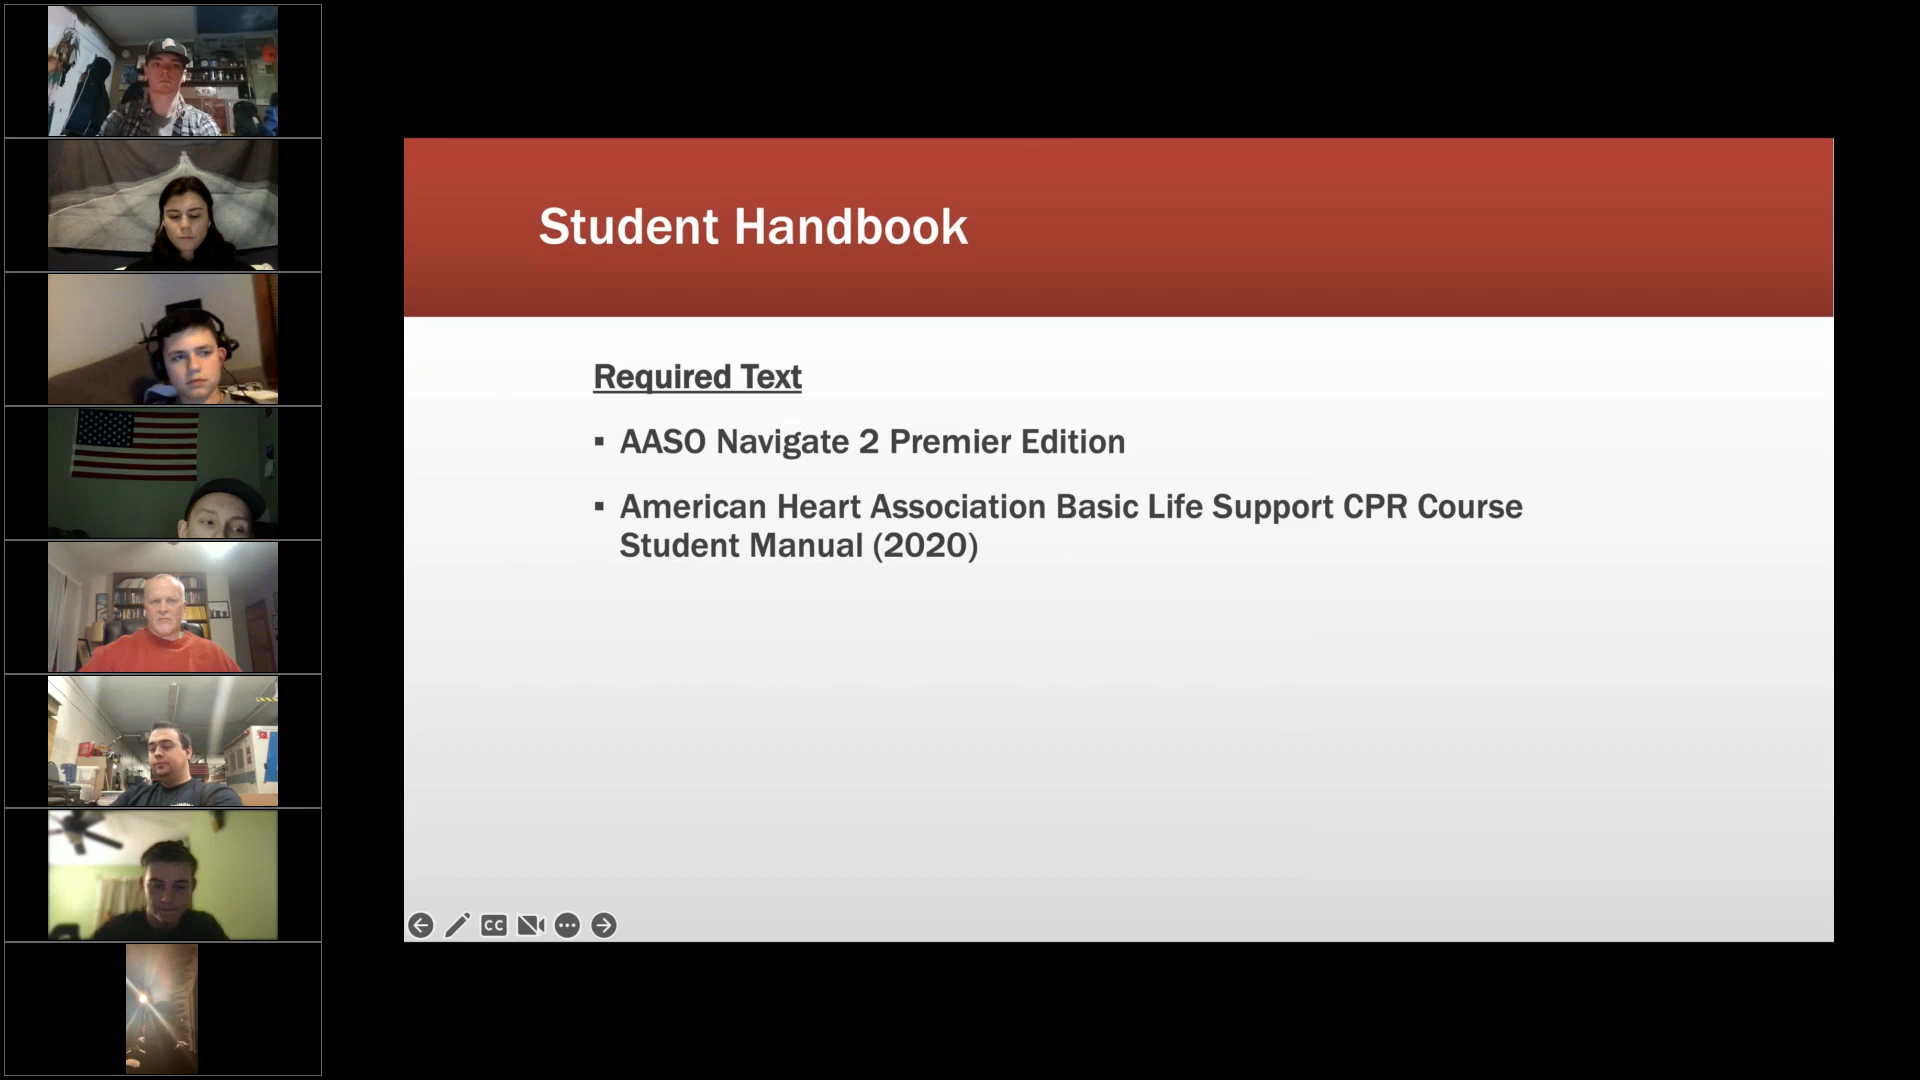 Student Handbook
Required Text
▪ AASO Navigate 2 Premier Edition
▪ American Heart Association Basic Life Support CPR Course
Student Manual (2020)
CC